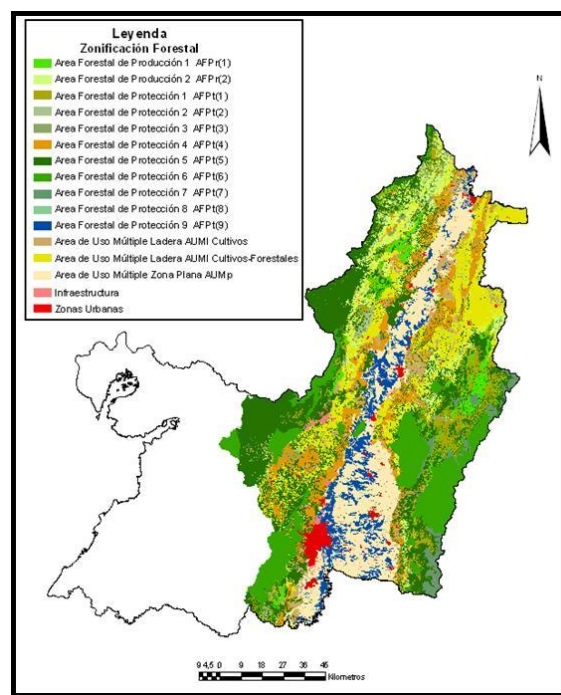 Leyenda
Zonificación Forestal
Area Forestal de Producción 1 AFPr(1)
Area Forestal de Producción 2 AFPr(2)
Area Forestal de Protección 1 AFPt(1)
Area Forestal de Protección 2 AFPt(2)
Area Forestal de Protección 3 AFPt(3)
Area Forestal de Protección 4 AFPt(4)
Area Forestal de Protección 5 AFPt(5)
Area Forestal de Protección 6 AFPt(6)
Area Forestal de Protección 7 AFPt(7)
Area Forestal de Protección 8 AFPt(8)
Area Forestal de Protección 9 AFPt(9)
Area de Uso Múltiple Ladera AUMl Cultivos
Area de Uso Múltiple Ladera AUMl Cultivos-Forestales
Area de Uso Múltiple Zona Plana AUMp
Infraestructura
Zonas Urbanas
N
9 4,5 0 9 18 27 36 45
Kilometros